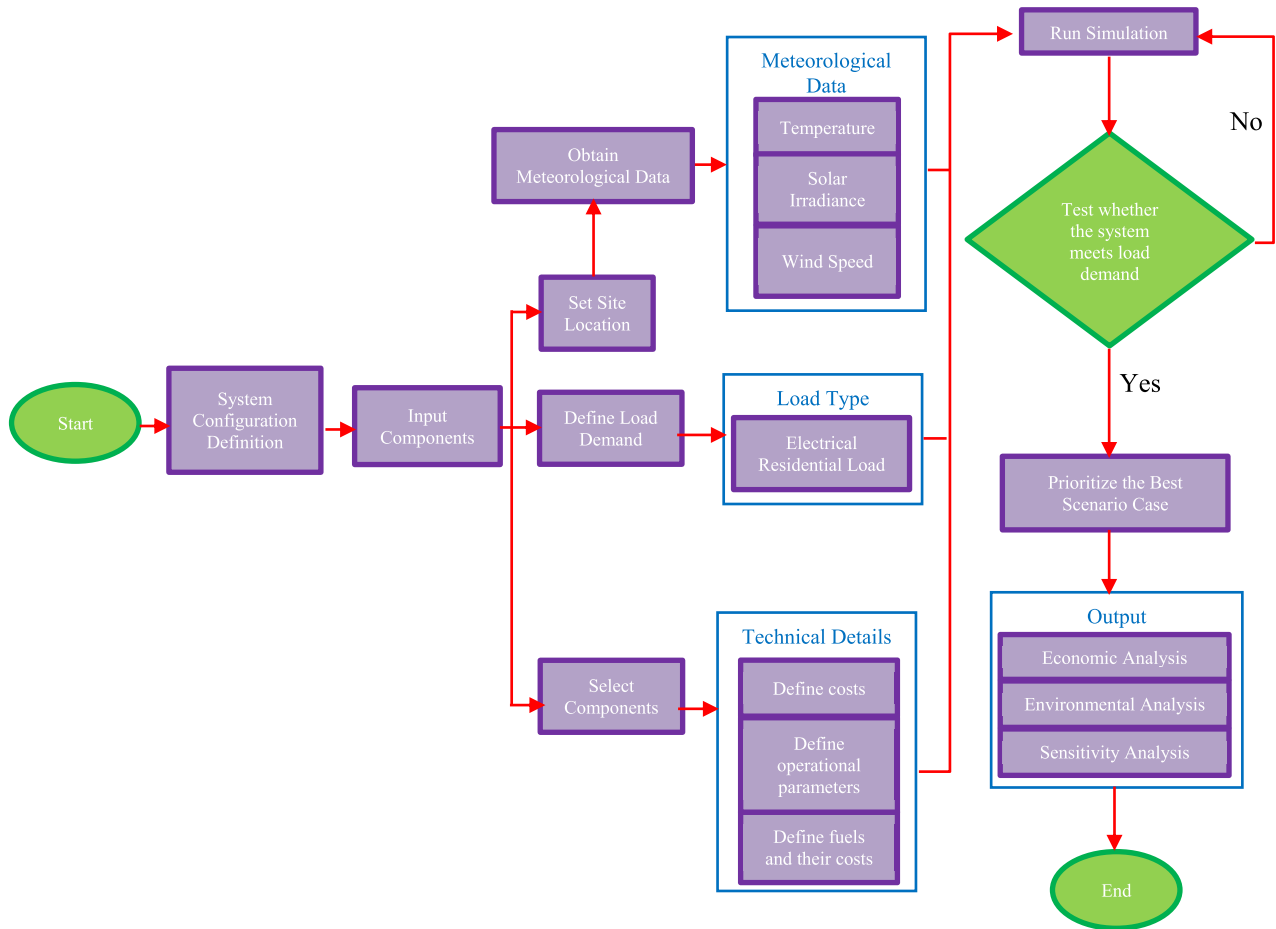 Start
System
Configuration
Definition
Input
Components
Set Site
Location
Obtain
Meteorological Data
Meteorological
Data
Temperature
Solar
Irradiance
Wind Speed
Define Load
Demand
Load Type
Electrical
Residential Load
Select
Components
Technical Details
Define costs
Define
operational
parameters
Define fuels
and their costs
Run Simulation
No
Test whether
the system
meets load
demand
Yes
Prioritize the Best
Scenario Case
Output
Economic Analysis
Environmental Analysis
Sensitivity Analysis
End